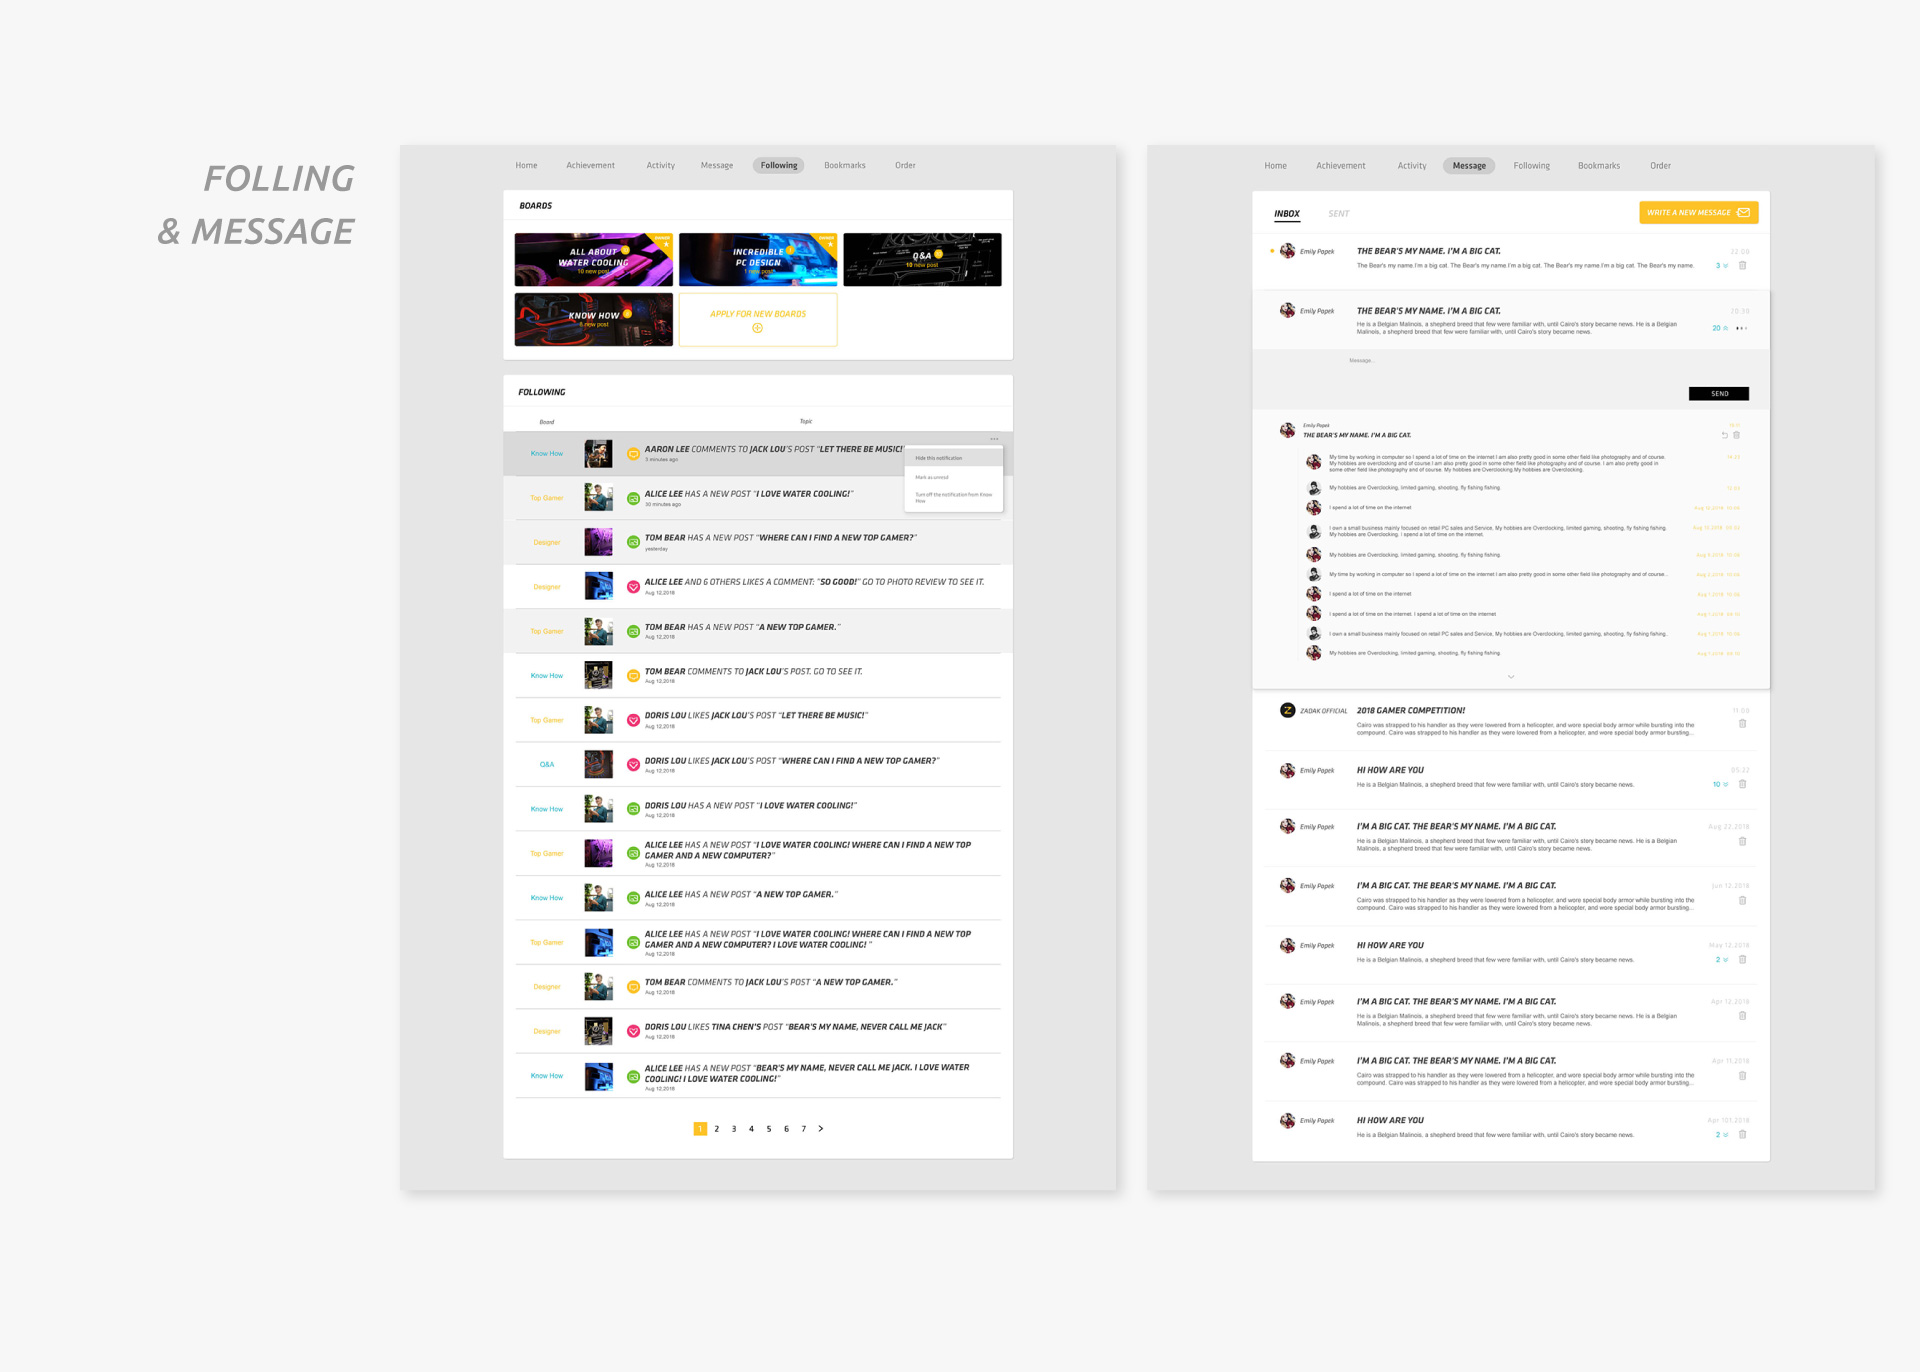 FOLLING
& MESSAGE
Home Achievement Activity Message Following Bookmarks Order
BOARDS
ALL ABOUT
WATER COOLING
10 new post
INCREDIBLE
PC DESIGN
1 new post
Q&A
10 new post
KNOW HOW
6 new post
APPLY FOR NEW BOARDS
FOLLOWING
Board Topic
Know How
AARON LEE COMMENTS TO JACK LOU'S POST "LET THERE BE MUSIC!
3 minutes ago
Hide this notification
Mark as unread
Turn off the notification from Know
How
Top Gamer
ALICE LEE HAS A NEW POST "I LOVE WATER COOLING!"
30 minutes ago
Designer
TOM BEAR HAS A NEW POST "WHERE CAN I FIND A NEW TOP GAMER?"
yesterday
Designer
ALICE LEE AND 6 OTHERS LIKES A COMMENT: "SO GOOD!" GO TO PHOTO REVIEW TO SEE IT.
Aug 12,2018
Top Gamer
TOM BEAR HAS A NEW POST "A NEW TOP GAMER."
Aug 12,2018
Know How
TOM BEAR COMMENTS TO JACK LOU'S POST. GO TO SEE IT.
Aug 12,2018
Top Gamer
DORIS LOU LIKES JACK LOU'S POST "LET THERE BE MUSIC!"
Aug 12,2018
Q&A
DORIS LOU LIKES JACK LOU'S POST "WHERE CAN I FIND A NEW TOP GAMER?"
Aug 12,2018
Know How
DORIS LOU HAS A NEW POST "I LOVE WATER COOLING!"
Aug 12,2018
Top Gamer
ALICE LEE HAS A NEW POST "I LOVE WATER COOLING! WHERE CAN I FIND A NEW TOP
GAMER AND A NEW COMPUTER?"
Aug 12,2018
Know How
ALICE LEE HAS A NEW POST "A NEW TOP GAMER."
Aug 12,2018
Top Gamer
ALICE LEE HAS A NEW POST "I LOVE WATER COOLING! WHERE CAN I FIND A NEW TOP
GAMER AND A NEW COMPUTER? I LOVE WATER COOLING! "
Aug 12,2018
Designer
TOM BEAR COMMENTS TO JACK LOU'S POST "A NEW TOP GAMER."
Aug 12,2018
Designer
DORIS LOU LIKES TINA CHEN'S POST "BEAR'S MY NAME, NEVER CALL ME JACK"
Aug 12,2018
Know How
ALICE LEE HAS A NEW POST "BEAR'S MY NAME, NEVER CALL ME JACK. I LOVE WATER
COOLING! I LOVE WATER COOLING!"
Aug 12,2018
1 2 3 4 5 6 7
Home Achievement Activity Message Following Bookmarks Order
INBOX SENT WRITE A NEW MESSAGE
Emily Papek THE BEAR'S MY NAME. I'M A BIG CAT. 22:08
The Bear's my name.I'm a big cat. The Bear's my name.I'm a big cat. The Bear's my name.I'm a big cat. The Bear's my name. 3
Emily Papek THE BEAR'S MY NAME. I'M A BIG CAT. 20:30
He is a Belgian Malinois, a shepherd breed that few were familiar with, until Cairo's story became news. He is a Belgian
Malinois, a shepherd breed that few were familiar with, until Cairo's story became news. 20
Message...
SEND
Emily Papek
THE BEAR'S MY NAME. I'M A BIG CAT.
My time by working in computer so I spend a lot of time on the internet I am also pretty good in some other field like photography and of course.
My hobbies are overclocking and of course I am also pretty good in some other field like photography and of course. I am also pretty good in
some other field like photography and of course. My hobbies are Overclocking My hobbies are Overclocking.
My hobbies are Overclocking, limited gaming, shooting, fly fishing fishing.
I spend a lot of time on the internet
I own a small business mainly focused on retail PC sales and Service. My hobbies are Overclocking, limited gaming, shooting, fly fishing fishing.
My hobbies are Overclocking. I spend a lot of time on the internet
My hobbies are Overclocking, limited gaming, shooting, fly fishing fishing
My time by working in computer so I spend a lot of time on the internet I am also pretty good in some other field like photography and of course...
I spend a lot of time on the internet
I spend a lot of time on the internet. I spend a lot of time on the internet
I own a small business mainly focused on retail PC sales and Service. My hobbies are Overclocking, limited gaming, shooting, fly fishing fishing.
My hobbies are Overclocking, limited gaming, shooting, fly fishing fishing.
Z ZADAK OFFICIAL 2018 GAMER COMPETITION! 11:00
Cairo was strapped to his handler as they were lowered from a helicopter, and wore special body armor while bursting into the
compound. Cairo was strapped to his handler as they were lowered from a helicopter, and wore special body armor bursting...
Emily Papek HI HOW ARE YOU 05:22
He is a Belgian Malinois, a shepherd breed that few were familiar with, until Cairo's story became news. 10
Emily Papek I'M A BIG CAT. THE BEAR'S MY NAME. I'M A BIG CAT. Aug 22,2018
He is a Belgian Malinois, a shepherd breed that few were familiar with, until Cairo's story became news. He is a Belgian
Malinois, a shepherd breed that few were familiar with, until Cairo's story became news.
Emily Papek I'M A BIG CAT. THE BEAR'S MY NAME. I'M A BIG CAT. Jun 12,2018
Cairo was strapped to his handler as they were lowered from a helicopter, and wore special body armor while bursting into the
compound. Cairo was strapped to his handler as they were lowered from a helicopter, and wore special body armor bursting...
Emily Papek HI HOW ARE YOU May 12,2018
He is a Belgian Malinois, a shepherd breed that few were familiar with, until Cairo's story became news. 2
Emily Papek I'M A BIG CAT. THE BEAR'S MY NAME. I'M A BIG CAT. Apr 12,2018
He is a Belgian Malinois, a shepherd breed that few were familiar with, until Cairo's story became news. He is a Belgian
Malinois, a shepherd breed that few were familiar with, until Cairo's story became news.
Emily Papek I'M A BIG CAT. THE BEAR'S MY NAME. I'M A BIG CAT. Apr 11,2018
Cairo was strapped to his handler as they were lowered from a helicopter, and wore special body armor while bursting into the
compound. Cairo was strapped to his handler as they were lowered from a helicopter, and wore special body armor bursting...
Emily Papek HI HOW ARE YOU Apr 101,2018
He is a Belgian Malinois, a shepherd breed that few were familiar with, until Cairo's story became news. 2